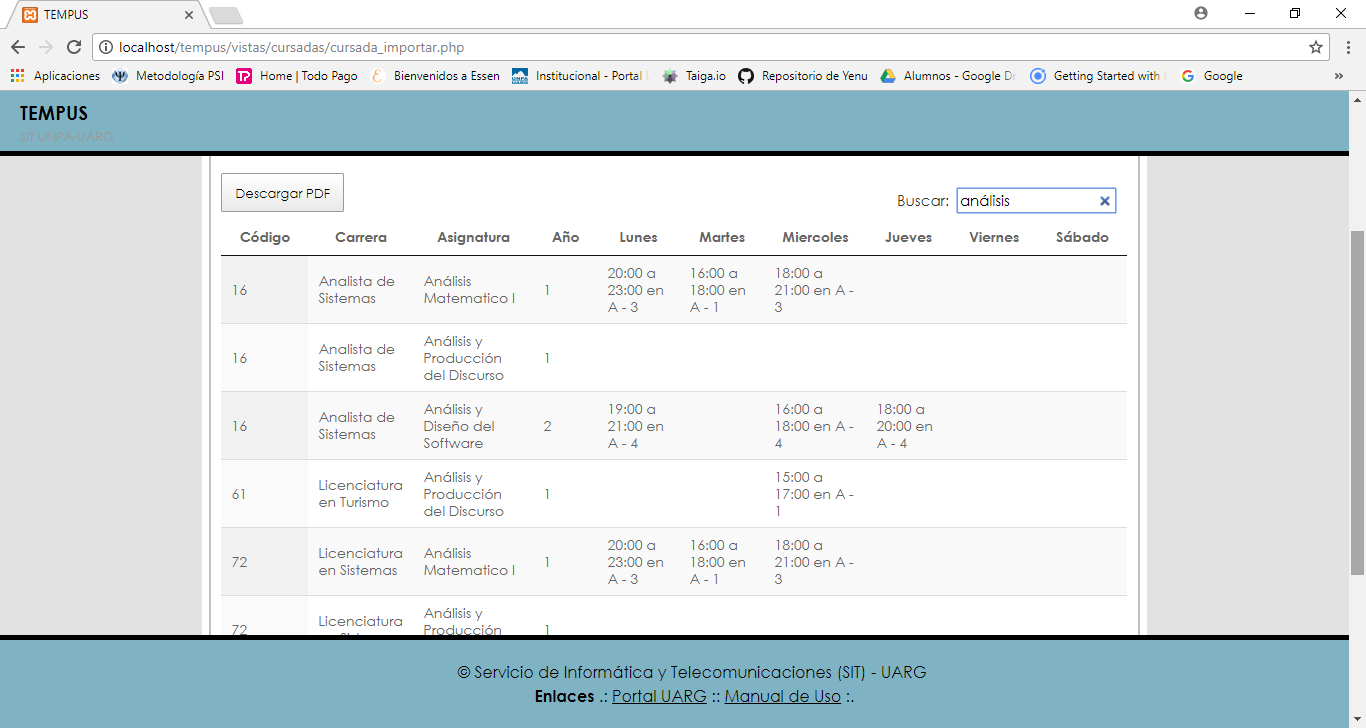 TEMPUS
localhost/tempus/vistas/cursadas/cursada_importar.php
Aplicaciones Metodología PSI Home | Todo Pago Bienvenidos a Essen Institucional - Portal Taiga.io Repositorio de Yenu Alumnos - Google Dr Getting Started with Google »
TEMPUS
SIT-UNPA-UARG
Descargar PDF
Buscar: análisis
Código Carrera Asignatura Año Lunes Martes Miercoles Jueves Viernes Sábado
20:00 a 16:00 a 18:00 a
Analista de Análisis
16 1 23:00 en 18:00 en 21:00 en A -
Sistemas Matematico I
A - 3 A - 1 3
Análisis y
Analista de
16 Producción 1
Sistemas
del Discurso
Análisis y 19:00 a 16:00 a 18:00 a
Analista de
16 Diseño del 2 21:00 en 18:00 en A - 20:00 en
Sistemas
Software A - 4 4 A - 4
Análisis y 15:00 a
Licenciatura
61 Producción 1 17:00 en A -
en Turismo
del Discurso 1
20:00 a 16:00 a 18:00 a
Licenciatura Análisis
72 1 23:00 en 18:00 en 21:00 en A -
en Sistemas Matematico I
A - 3 A - 1 3
Análisis y
Licenciatura
72 Producción 1
© Servicio de Informática y Telecomunicaciones (SIT) - UARG
Enlaces .: Portal UARG :: Manual de Uso :.